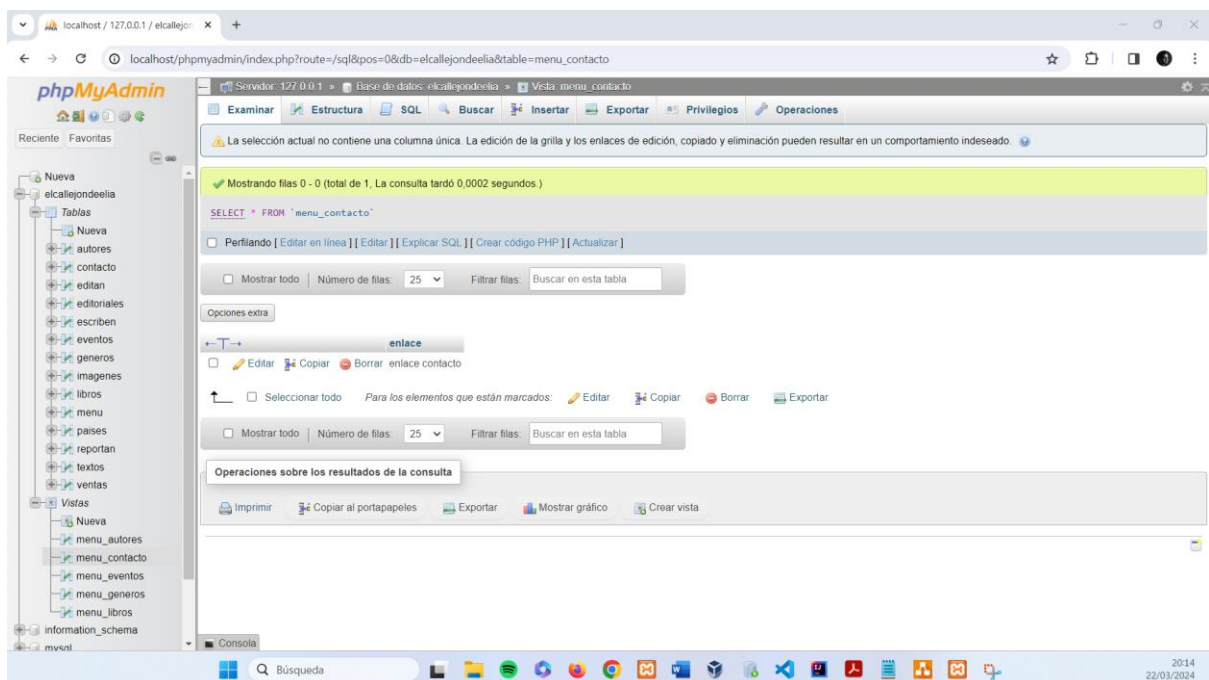 localhost / 127.0.0.1 / elcallejon
localhost/phpmyadmin/index.php?route=/sql&pos=0&db=elcallejondeelia&table=menu_contacto
phpMyAdmin
Reciente Favoritas
Nueva
elcallejondeelia
Tablas
Nueva
autores
contacto
editan
editoriales
escriben
eventos
generos
imagenes
libros
menu
paises
reportan
textos
ventas
Vistas
Nueva
menu_autores
menu_contacto
menu_eventos
menu_generos
menu_libros
information_schema
mysql
Servidor: 127.0.0.1 » Base de datos: elcallejondeelia » Vista: menu_contacto
Examinar Estructura SQL Buscar Insertar Exportar Privilegios Operaciones
La selección actual no contiene una columna única. La edición de la grilla y los enlaces de edición, copiado y eliminación pueden resultar en un comportamiento indeseado.
Mostrando filas 0 - 0 (total de 1, La consulta tardó 0,0002 segundos.)
SELECT * FROM `menu_contacto`
Perfilando [ Editar en línea ] [ Editar ] [ Explicar SQL ] [ Crear código PHP ] [ Actualizar ]
Mostrar todo | Número de filas: 25 Filtrar filas: Buscar en esta tabla
Opciones extra
←T→ enlace
Editar Copiar Borrar enlace contacto
Seleccionar todo Para los elementos que están marcados: Editar Copiar Borrar Exportar
Mostrar todo | Número de filas: 25 Filtrar filas: Buscar en esta tabla
Operaciones sobre los resultados de la consulta
Imprimir Copiar al portapapeles Exportar Mostrar gráfico Crear vista
Consola
Búsqueda
20:14
22/03/2024